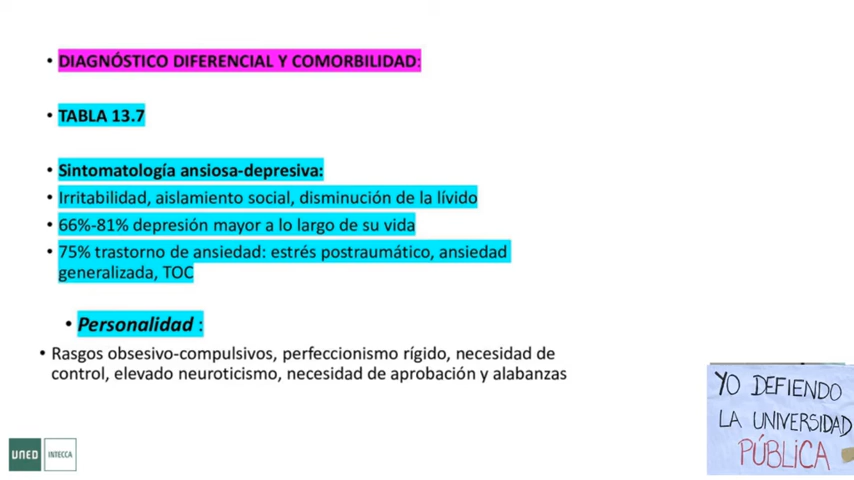 • DIAGNÓSTICO DIFERENCIAL Y COMORBILIDAD:
• TABLA 13.7
• Sintomatología ansiosa-depresiva:
• Irritabilidad, aislamiento social, disminución de la lívido
• 66%-81% depresión mayor a lo largo de su vida
• 75% trastorno de ansiedad: estrés postraumático, ansiedad
generalizada, TOC
• Personalidad :
• Rasgos obsesivo-compulsivos, perfeccionismo rígido, necesidad de
control, elevado neuroticismo, necesidad de aprobación y alabanzas
UNED INTECCA
YO DEFIENDO
LA UNIVERSIDAD
PÚBLICA